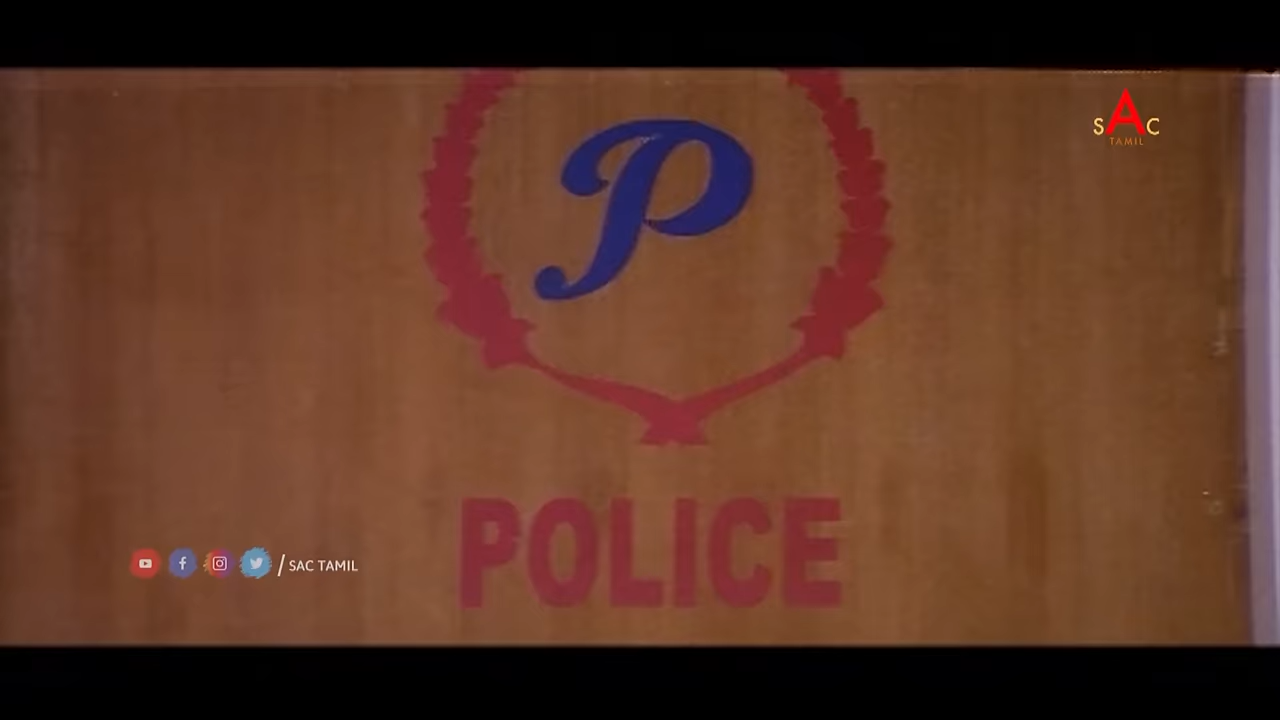 SAC
TAMIL
P
POLICE
/ SAC TAMIL